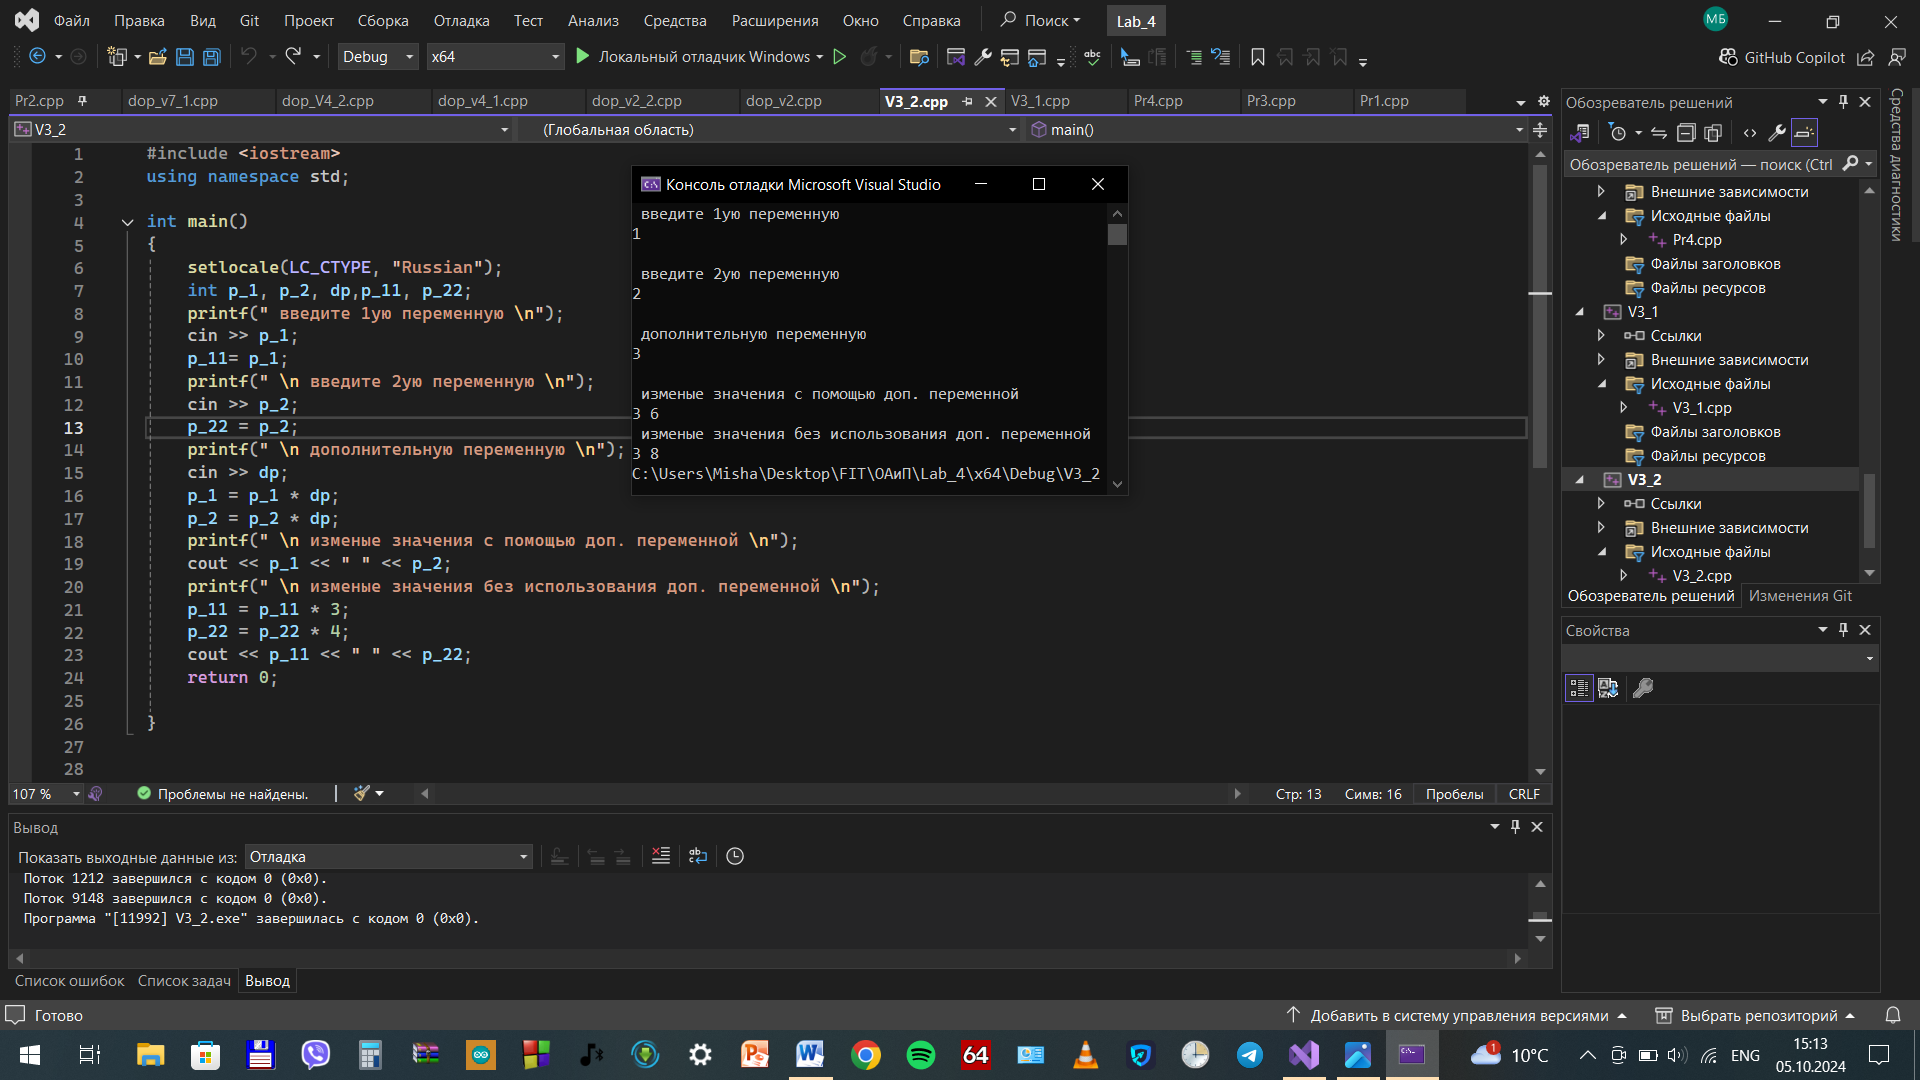 Файл Правка Вид Git Проект Сборка Отладка Тест Анализ Средства Расширения Окно Справка Поиск Lab_4 МБ
Debug x64 Локальный отладчик Windows GitHub Copilot
Pr2.cpp dop_v7_1.cpp dop_V4_2.cpp dop_v4_1.cpp dop_v2_2.cpp dop_v2.cpp V3_2.cpp V3_1.cpp Pr4.cpp Pr3.cpp Pr1.cpp
V3_2 (Глобальная область) main()
1 #include <iostream>
2 using namespace std;
3
4 int main()
5 {
6 setlocale(LC_CTYPE, "Russian");
7 int p_1, p_2, dp,p_11, p_22;
8 printf(" введите 1ую переменную \n");
9 cin >> p_1;
10 p_11= p_1;
11 printf(" \n введите 2ую переменную \n");
12 cin >> p_2;
13 p_22 = p_2;
14 printf(" \n дополнительную переменную \n");
15 cin >> dp;
16 p_1 = p_1 * dp;
17 p_2 = p_2 * dp;
18 printf(" \n изменые значения с помощью доп. переменной \n");
19 cout << p_1 << " " << p_2;
20 printf(" \n изменые значения без использования доп. переменной \n");
21 p_11 = p_11 * 3;
22 p_22 = p_22 * 4;
23 cout << p_11 << " " << p_22;
24 return 0;
25
26 }
27
28
Консоль отладки Microsoft Visual Studio
введите 1ую переменную
1
введите 2ую переменную
2
дополнительную переменную
3
изменые значения с помощью доп. переменной
3 6
изменые значения без использования доп. переменной
3 8
C:\Users\Misha\Desktop\FIT\ОАиП\Lab_4\x64\Debug\V3_2
107 % Проблемы не найдены. Стр: 13 Симв: 16 Пробелы CRLF
Вывод
Показать выходные данные из: Отладка
Поток 1212 завершился с кодом 0 (0x0).
Поток 9148 завершился с кодом 0 (0x0).
Программа "[11992] V3_2.exe" завершилась с кодом 0 (0x0).
Список ошибок Список задач Вывод
Обозреватель решений
Обозреватель решений — поиск (Ctrl
Внешние зависимости
Исходные файлы
Pr4.cpp
Файлы заголовков
Файлы ресурсов
V3_1
Ссылки
Внешние зависимости
Исходные файлы
V3_1.cpp
Файлы заголовков
Файлы ресурсов
V3_2
Ссылки
Внешние зависимости
Исходные файлы
V3_2.cpp
Обозреватель решений Изменения Git
Свойства
Средства диагностики
Готово Добавить в систему управления версиями Выбрать репозиторий
64 1 10°C ENG 15:13
05.10.2024